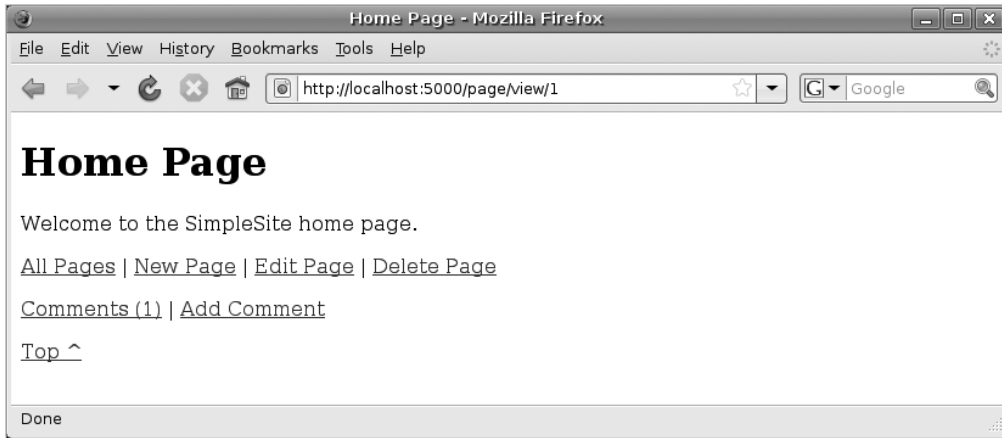 Home Page - Mozilla Firefox
File Edit View History Bookmarks Tools Help
http://localhost:5000/page/view/1 G Google
Home Page
Welcome to the SimpleSite home page.
All Pages | New Page | Edit Page | Delete Page
Comments (1) | Add Comment
Top ^
Done